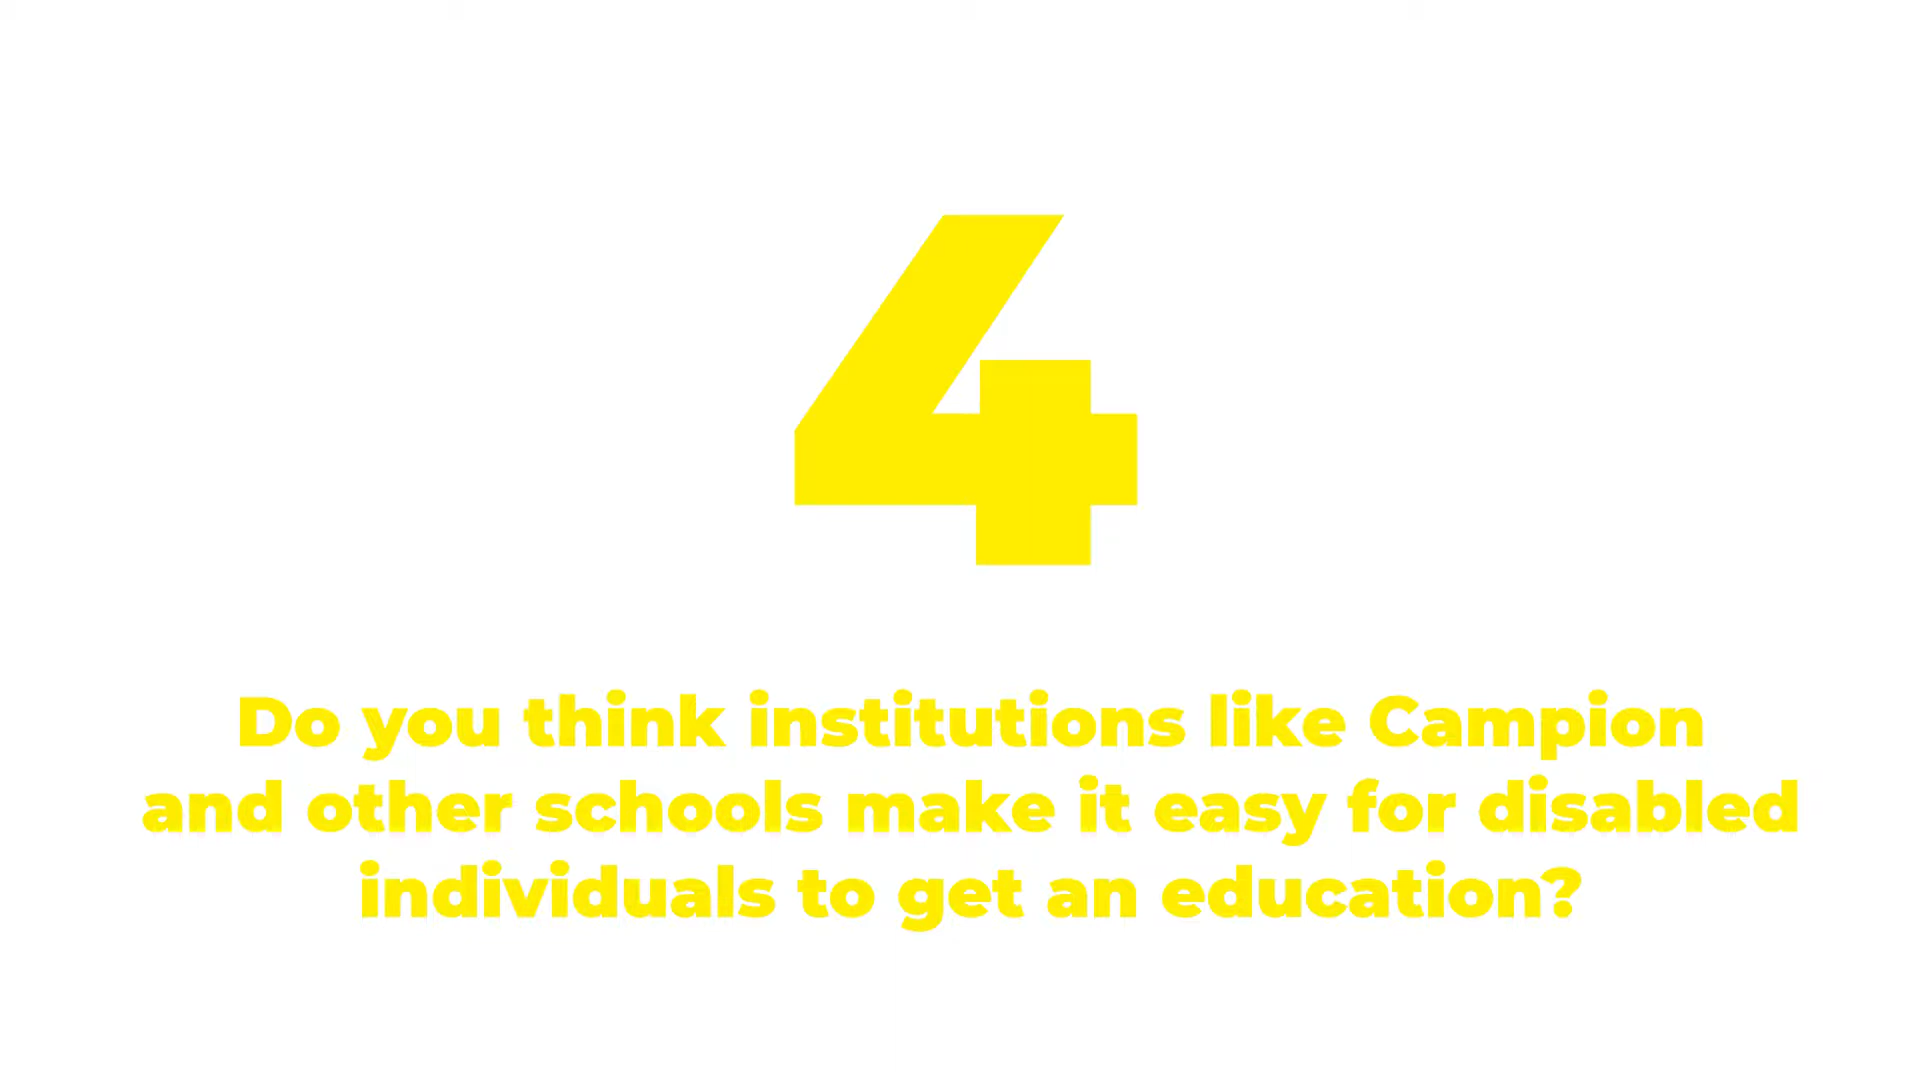 4
Do you think institutions like Campion
and other schools make it easy for disabled
individuals to get an education?